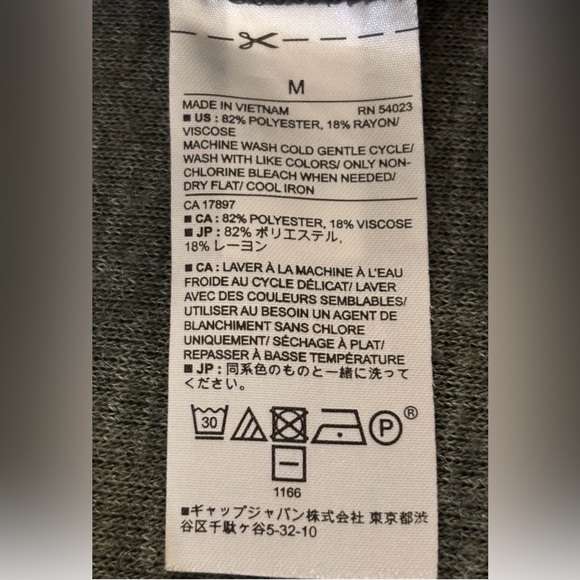 M
MADE IN VIETNAM RN 54023
■ US : 82% POLYESTER, 18% RAYON/
VISCOSE
MACHINE WASH COLD GENTLE CYCLE/
WASH WITH LIKE COLORS/ ONLY NON-
CHLORINE BLEACH WHEN NEEDED/
DRY FLAT/ COOL IRON
CA 17897
■ CA : 82% POLYESTER, 18% VISCOSE
■ JP : 82% ポリエステル,
18% レーヨン
■ CA : LAVER À LA MACHINE À L'EAU
FROIDE AU CYCLE DÉLICAT/ LAVER
AVEC DES COULEURS SEMBLABLES/
UTILISER AU BESOIN UN AGENT DE
BLANCHIMENT SANS CHLORE
UNIQUEMENT/ SÉCHAGE À PLAT/
REPASSER À BASSE TEMPÉRATURE
■ JP : 同系色のものと一緒に洗って
ください。
30 P ®
1166
■ギャップジャパン株式会社 東京都渋
谷区千駄ヶ谷5-32-10